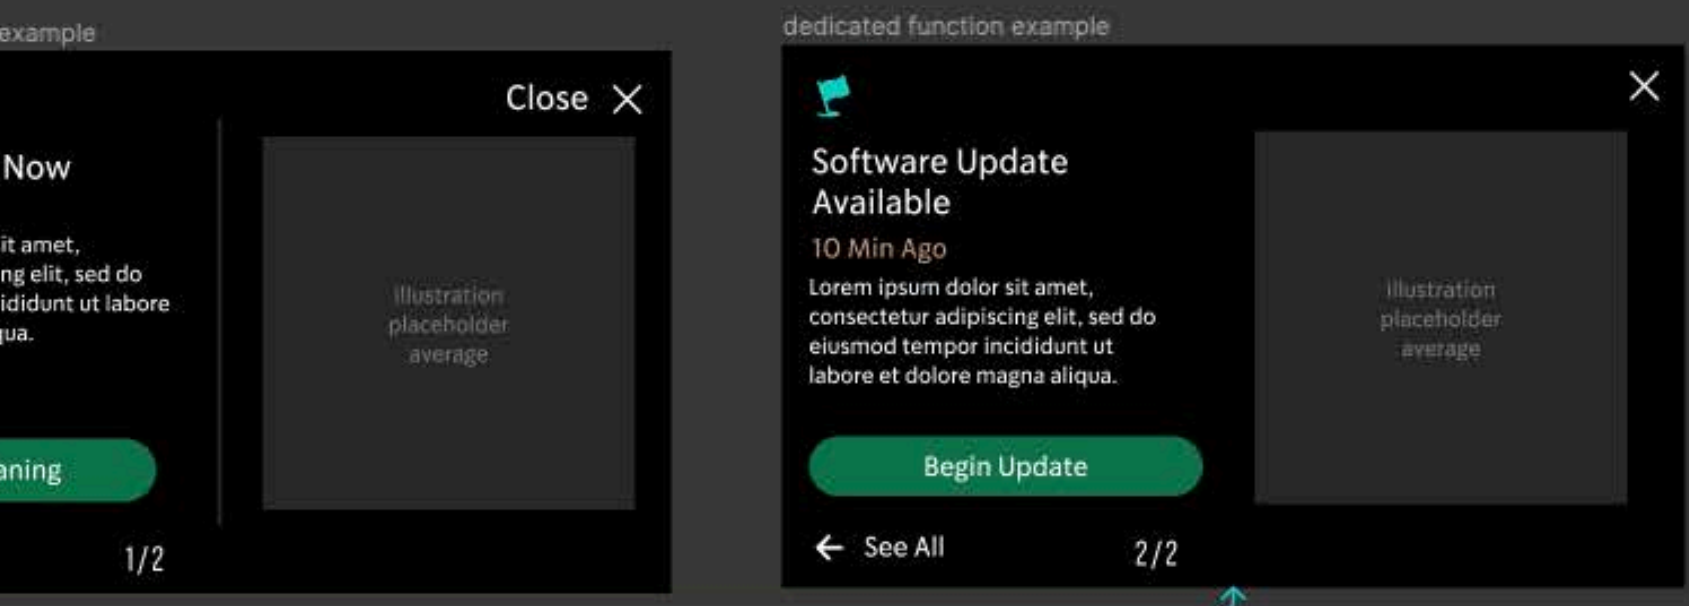 example
Close
Now
sit amet,
ng elit, sed do
ididunt ut labore
qua.
illustration
placeholder
average
aning
1/2
dedicated function example
Software Update
Available
10 Min Ago
Lorem ipsum dolor sit amet,
consectetur adipiscing elit, sed do
eiusmod tempor incididunt ut
labore et dolore magna aliqua.
illustration
placeholder
average
Begin Update
See All
2/2